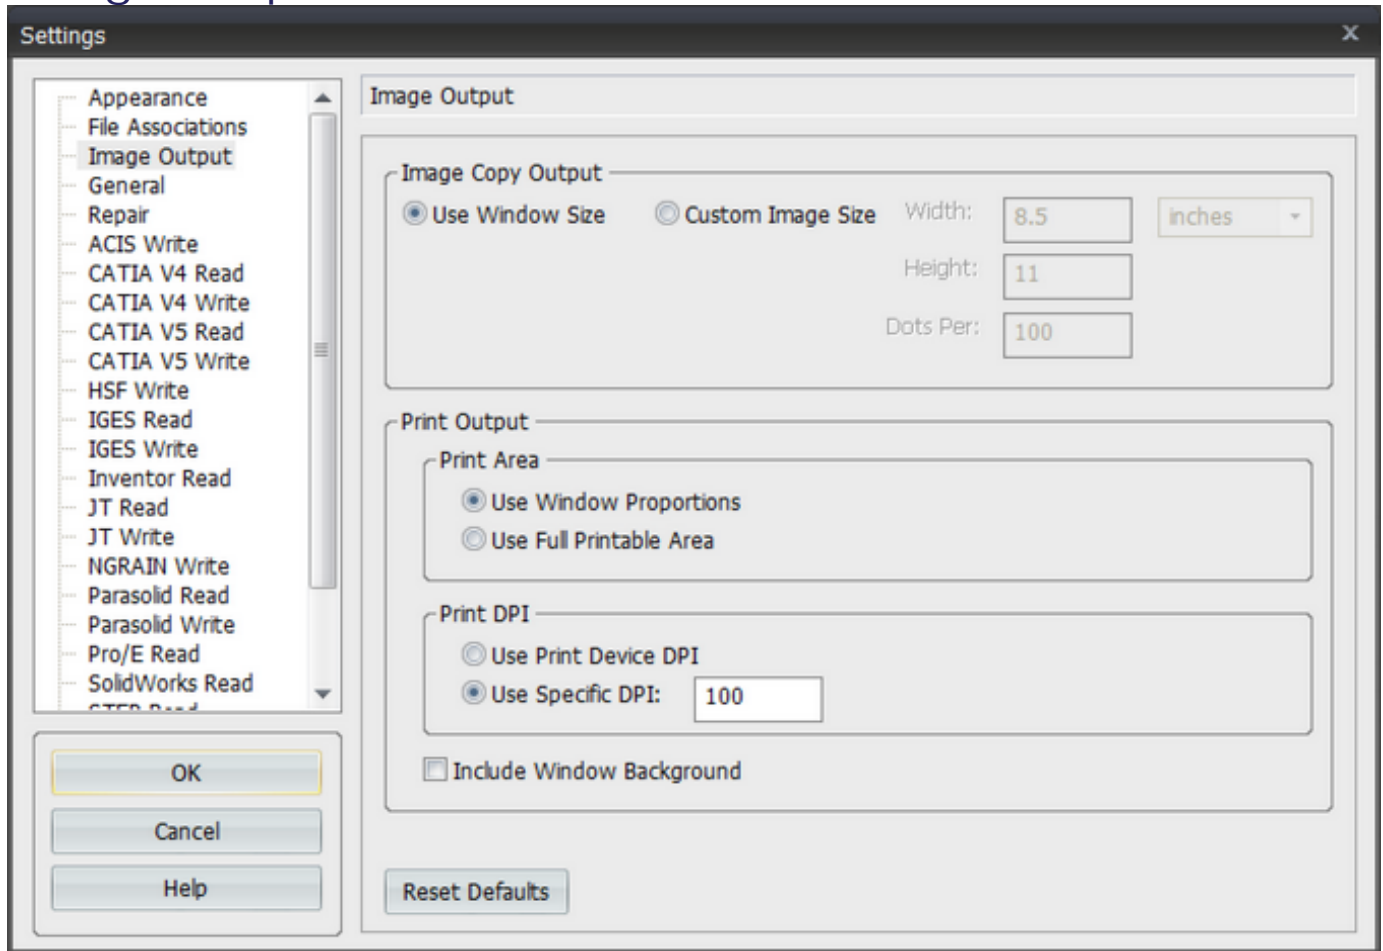 Settings
x
Appearance
File Associations
Image Output
General
Repair
ACIS Write
CATIA V4 Read
CATIA V4 Write
CATIA V5 Read
CATIA V5 Write
HSF Write
IGES Read
IGES Write
Inventor Read
JT Read
JT Write
NGRAIN Write
Parasolid Read
Parasolid Write
Pro/E Read
SolidWorks Read
OK
Cancel
Help
Image Output
Image Copy Output
Use Window Size Custom Image Size Width: 8.5 inches
Height: 11
Dots Per: 100
Print Output
Print Area
Use Window Proportions
Use Full Printable Area
Print DPI
Use Print Device DPI
Use Specific DPI: 100
Include Window Background
Reset Defaults